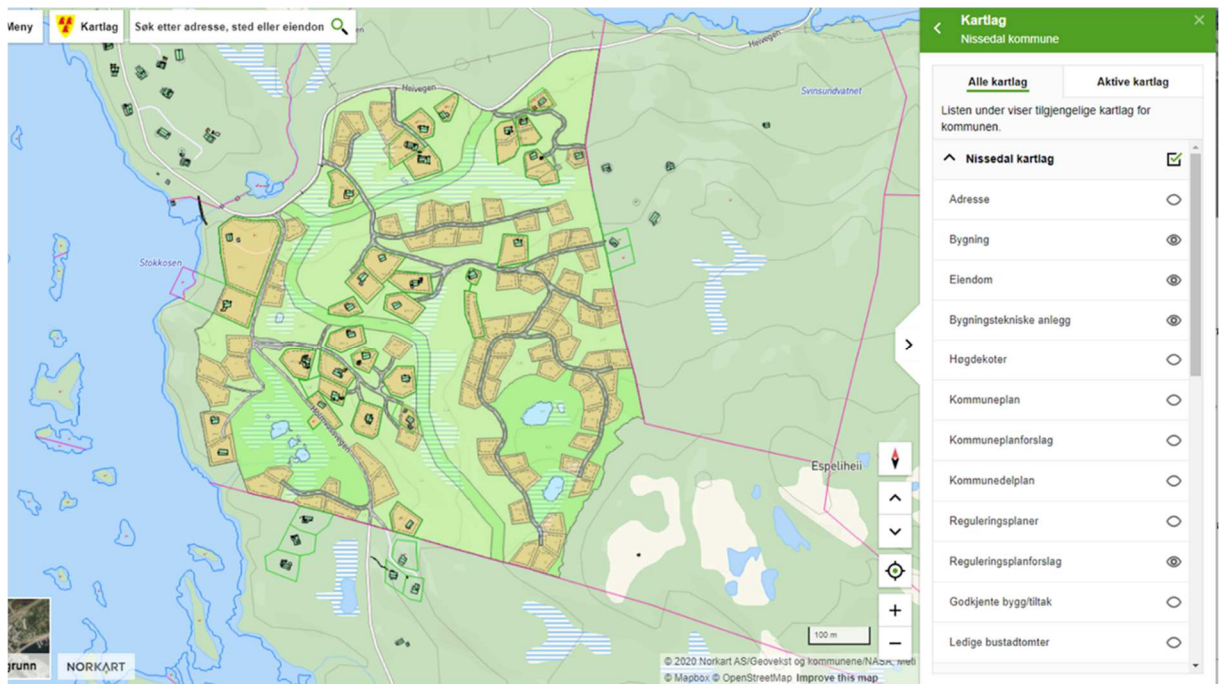 Meny
Kartlag
Søk etter adresse, sted eller eiendon
Heivegen
Heivegen
Svinsundvatnet
Stokkosen
Espeliheii
100 m
grunn
NORKART
© 2020 Norkart AS/Geovekst og kommunene/NASA, Meti
© Mapbox © OpenStreetMap Improve this map
Kartlag
Nissedal kommune
Alle kartlag
Aktive kartlag
Listen under viser tilgjengelige kartlag for
kommunen.
Nissedal kartlag
Adresse
Bygning
Eiendom
Bygningstekniske anlegg
Høgdekoter
Kommuneplan
Kommuneplanforslag
Kommunedelplan
Reguleringsplaner
Reguleringsplanforslag
Godkjente bygg/tiltak
Ledige bustadtomter